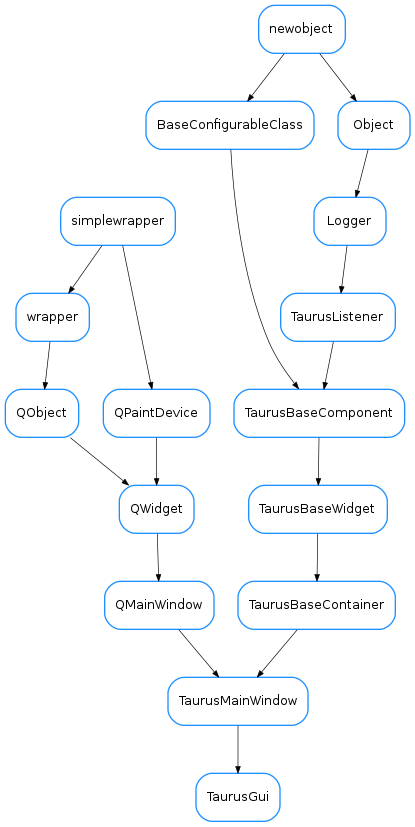 newobject
BaseConfigurableClass
Object
simplewrapper
Logger
wrapper
TaurusListener
QObject
QPaintDevice
TaurusBaseComponent
QWidget
TaurusBaseWidget
QMainWindow
TaurusBaseContainer
TaurusMainWindow
TaurusGui